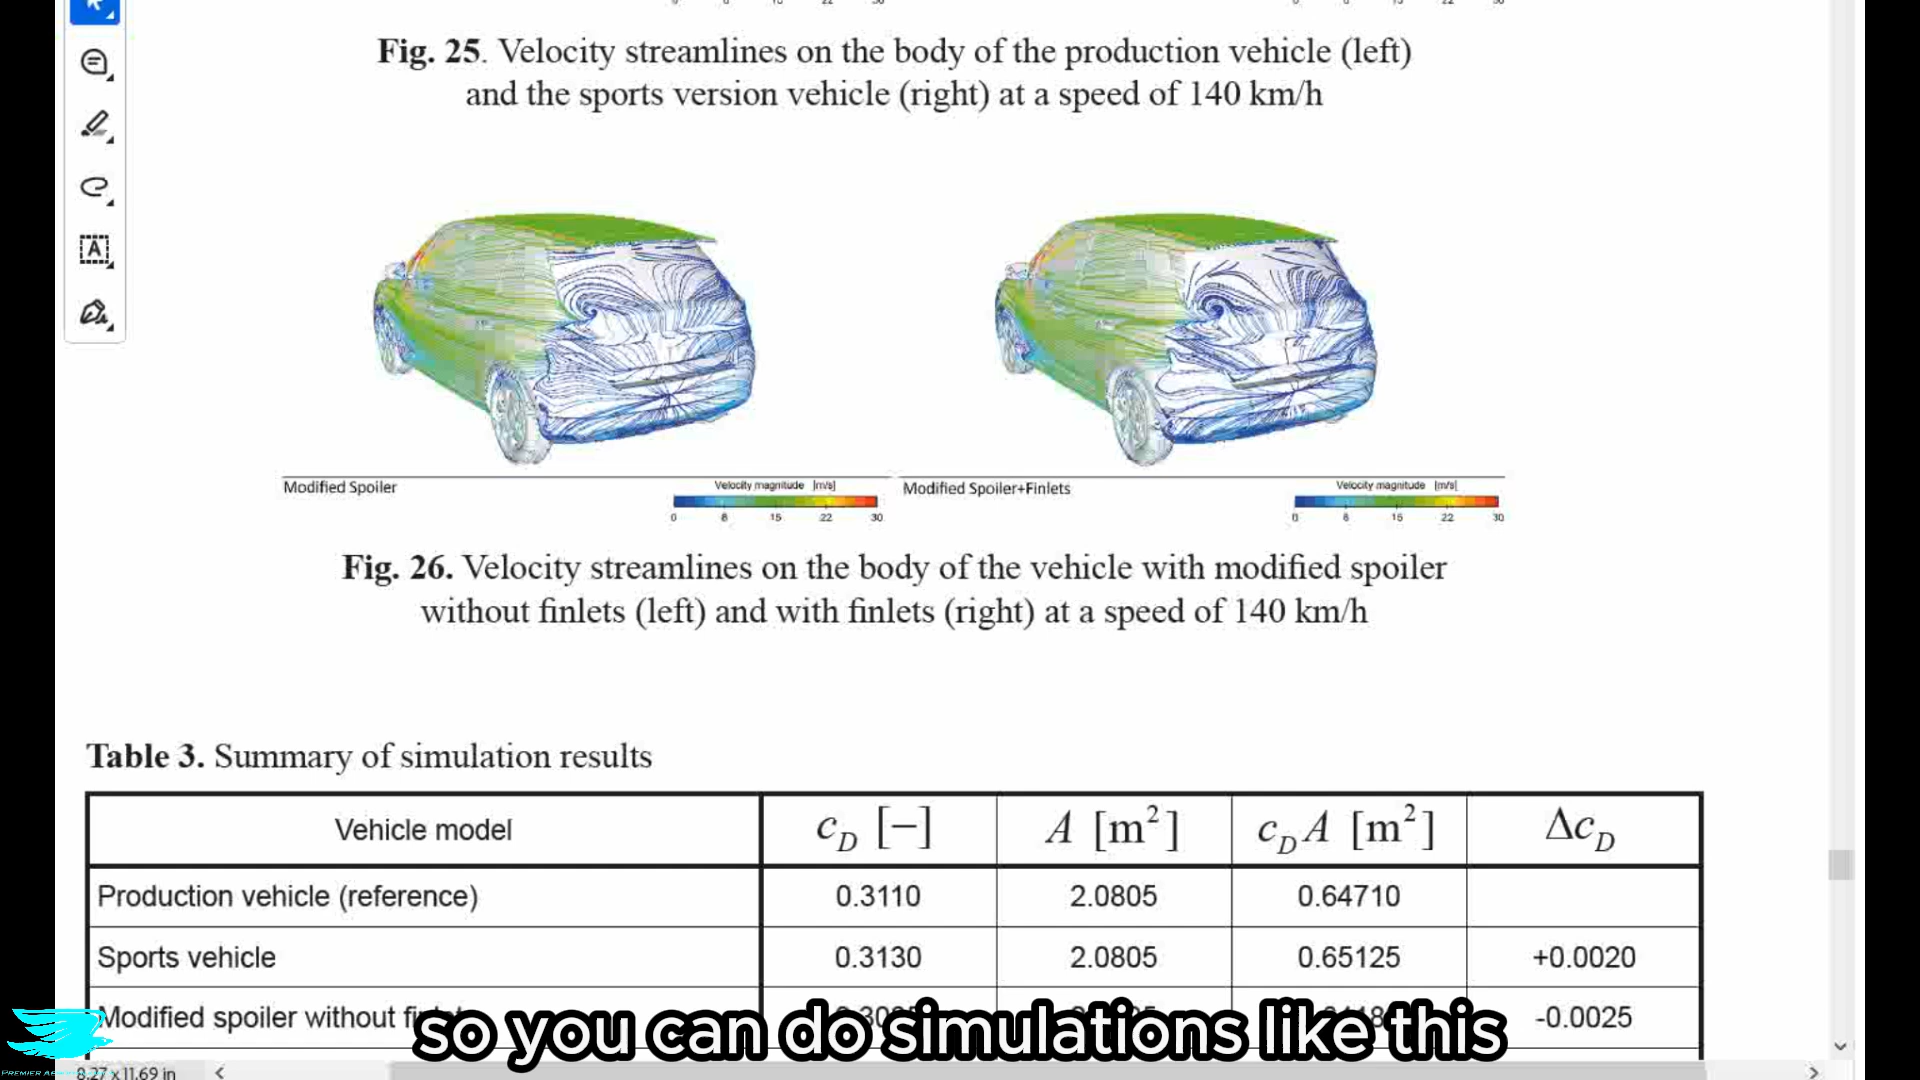 Fig. 25. Velocity streamlines on the body of the production vehicle (left)
and the sports version vehicle (right) at a speed of 140 km/h
Modified Spoiler
Velocity magnitude [m/s]
0 8 15 22 30
Modified Spoiler+Finlets
Velocity magnitude [m/s]
0 8 15 22 30
Fig. 26. Velocity streamlines on the body of the vehicle with modified spoiler
without finlets (left) and with finlets (right) at a speed of 140 km/h
Table 3. Summary of simulation results
Vehicle model c_D [–] A [m²] c_D A [m²] Δc_D
Production vehicle (reference) 0.3110 2.0805 0.64710
Sports vehicle 0.3130 2.0805 0.65125 +0.0020
Modified spoiler without -0.0025
so you can do simulations like this
8.27 x 11.69 in